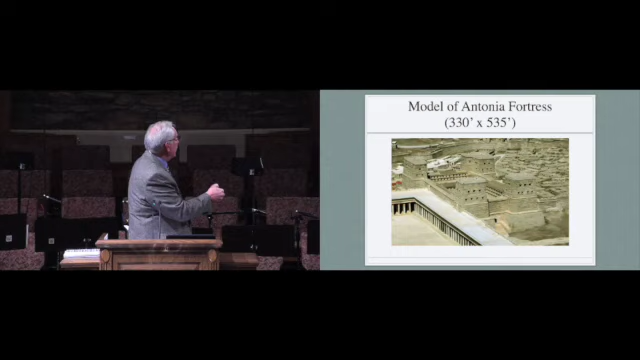 Model of Antonia Fortress
(330’ x 535’)